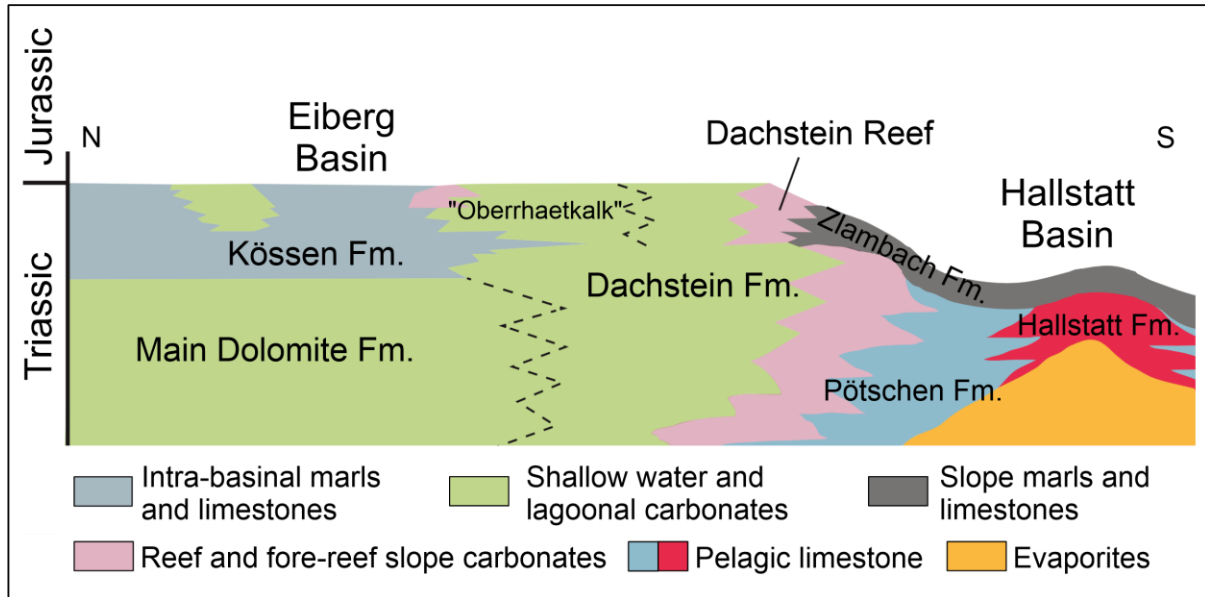 Jurassic
Triassic
N
Eiberg
Basin
Dachstein Reef
S
Hallstatt
Basin
"Oberrhaetkalk"
Zlambach Fm.
Kössen Fm.
Dachstein Fm.
Hallstatt Fm.
Main Dolomite Fm.
Pötschen Fm.
Intra-basinal marls
and limestones
Shallow water and
lagoonal carbonates
Slope marls and
limestones
Reef and fore-reef slope carbonates
Pelagic limestone
Evaporites